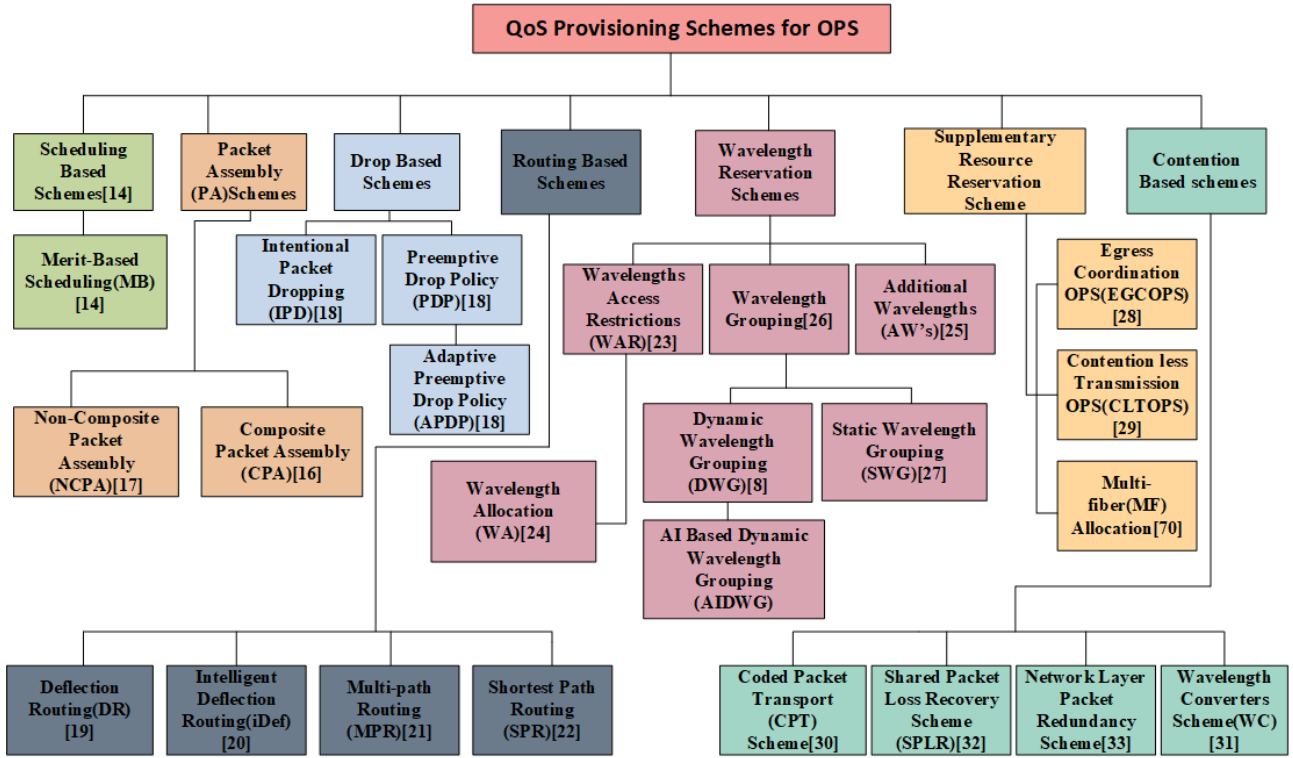 QoS Provisioning Schemes for OPS
Scheduling
Based
Schemes[14]
Packet
Assembly
(PA)Schemes
Drop Based
Schemes
Routing Based
Schemes
Wavelength
Reservation
Schemes
Supplementary
Resource
Reservation
Scheme
Contention
Based schemes
Merit-Based
Scheduling(MB)
[14]
Intentional
Packet
Dropping
(IPD)[18]
Preemptive
Drop Policy
(PDP)[18]
Wavelengths
Access
Restrictions
(WAR)[23]
Wavelength
Grouping[26]
Additional
Wavelengths
(AW’s)[25]
Egress
Coordination
OPS(EGCOPS)
[28]
Adaptive
Preemptive
Drop Policy
(APDP)[18]
Contention less
Transmission
OPS(CLTOPS)
[29]
Non-Composite
Packet
Assembly
(NCPA)[17]
Composite
Packet Assembly
(CPA)[16]
Dynamic
Wavelength
Grouping
(DWG)[8]
Static Wavelength
Grouping
(SWG)[27]
Wavelength
Allocation
(WA)[24]
Multi-
fiber(MF)
Allocation[70]
AI Based Dynamic
Wavelength
Grouping
(AIDWG)
Deflection
Routing(DR)
[19]
Intelligent
Deflection
Routing(iDef)
[20]
Multi-path
Routing
(MPR)[21]
Shortest Path
Routing
(SPR)[22]
Coded Packet
Transport
(CPT)
Scheme[30]
Shared Packet
Loss Recovery
Scheme
(SPLR)[32]
Network Layer
Packet
Redundancy
Scheme[33]
Wavelength
Converters
Scheme(WC)
[31]